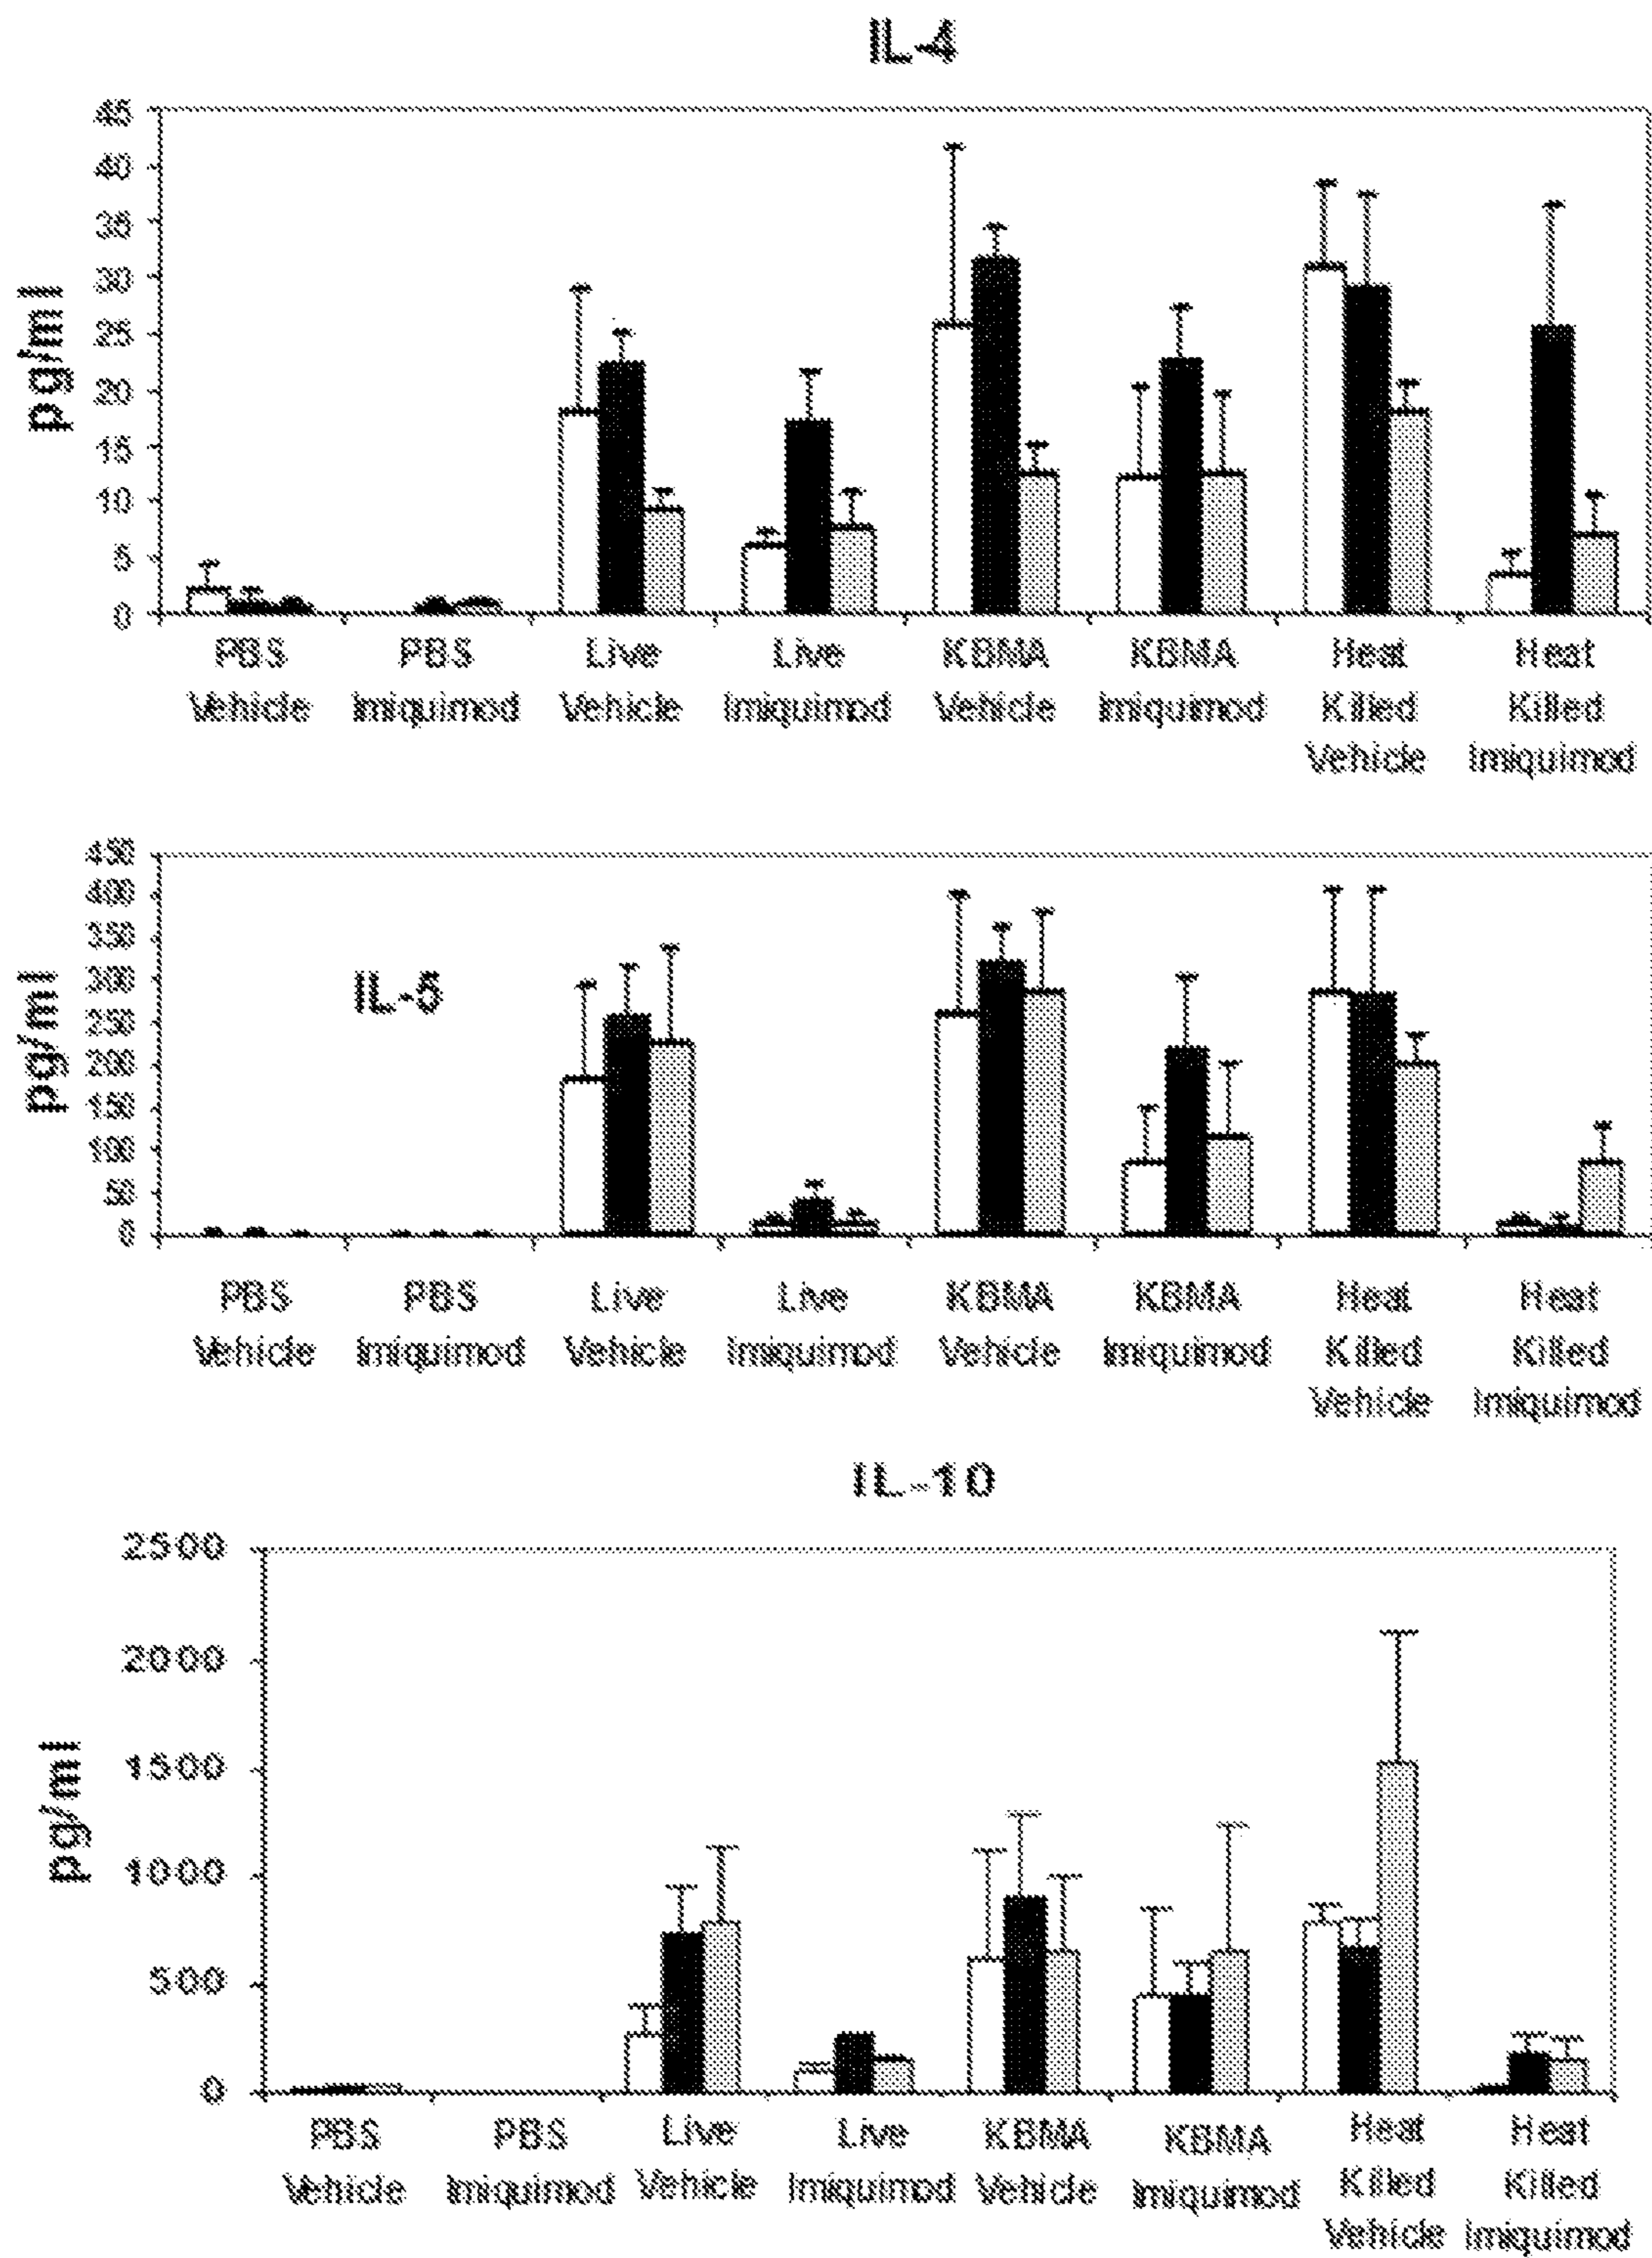 IL-4
45
40
35
30
25
20
15
10
5
0
pg/ml
PBS PBS Live Live KBMA KBMA Heat Heat
Vehicle Imiquimod Vehicle Imiquimod Vehicle Imiquimod Killed Killed
Vehicle Imiquimod
450
400
350
300
250
200
150
100
50
0
pg/ml
IL-5
PBS PBS Live Live KBMA KBMA Heat Heat
Vehicle Imiquimod Vehicle Imiquimod Vehicle Imiquimod Killed Killed
Vehicle Imiquimod
IL-10
2500
2000
1500
1000
500
0
pg/ml
PBS PBS Live Live KBMA KBMA Heat Heat
Vehicle Imiquimod Vehicle Imiquimod Vehicle Imiquimod Killed Killed
Vehicle Imiquimod